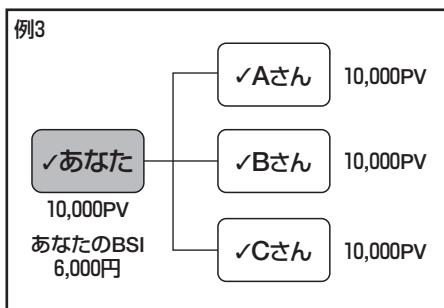 例3
✓Aさん 10,000PV
✓あなた
✓Bさん 10,000PV
10,000PV
あなたのBSI
6,000円
✓Cさん 10,000PV